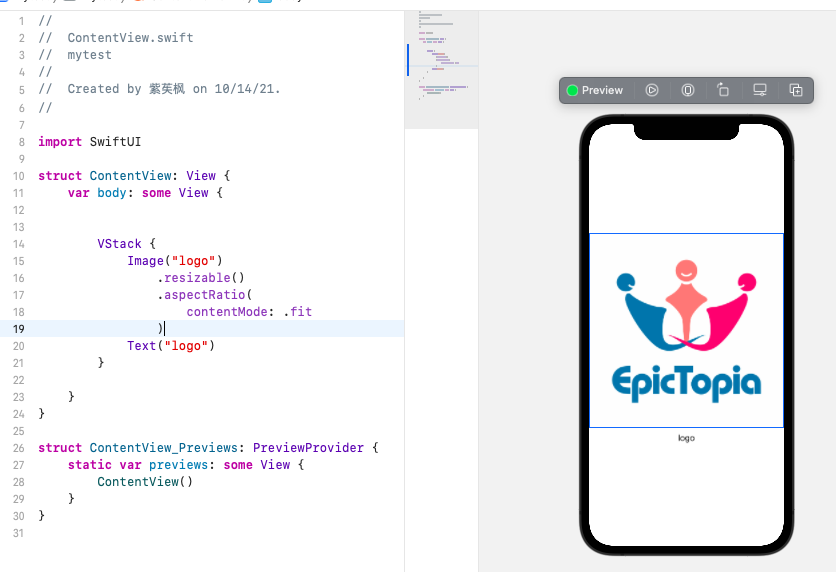 1 //
2 // ContentView.swift
3 // mytest
4 //
5 // Created by 紫芵枫 on 10/14/21.
6 //
7
8 import SwiftUI
9
10 struct ContentView: View {
11 var body: some View {
12
13
14 VStack {
15 Image("logo")
16 .resizable()
17 .aspectRatio(
18 contentMode: .fit
19 )
20 Text("logo")
21 }
22
23 }
24 }
25
26 struct ContentView_Previews: PreviewProvider {
27 static var previews: some View {
28 ContentView()
29 }
30 }
31
Preview
EpicTopia
logo